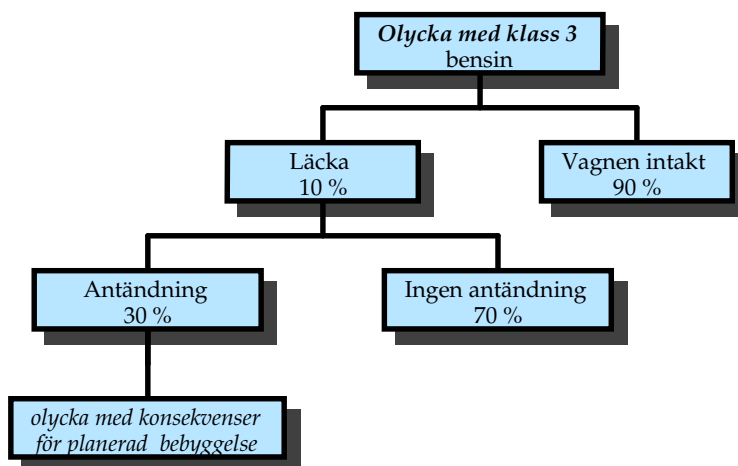 Olycka med klass 3
bensin
Läcka
10 %
Vagnen intakt
90 %
Antändning
30 %
Ingen antändning
70 %
olycka med konsekvenser
för planerad bebyggelse